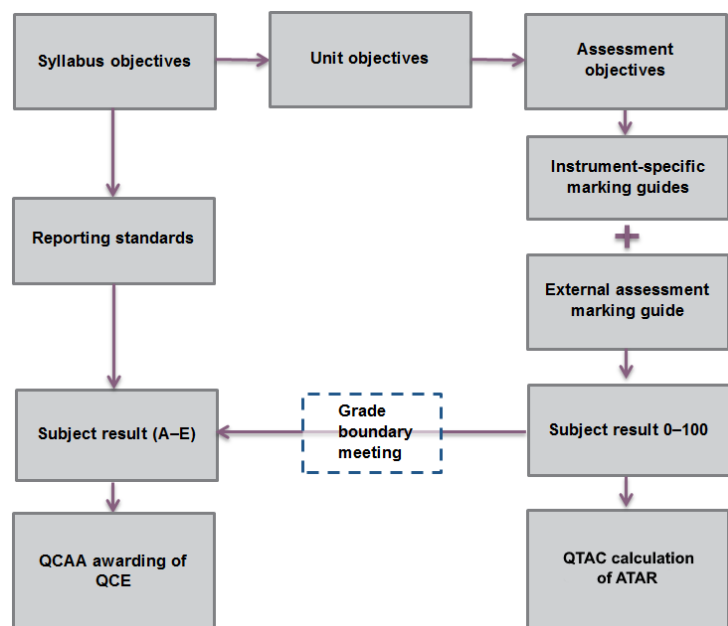 Syllabus objectives
Unit objectives
Assessment
objectives
Instrument-specific
marking guides
+
Reporting standards
External assessment
marking guide
Subject result (A–E)
Grade
boundary
meeting
Subject result 0–100
QCAA awarding of
QCE
QTAC calculation
of ATAR